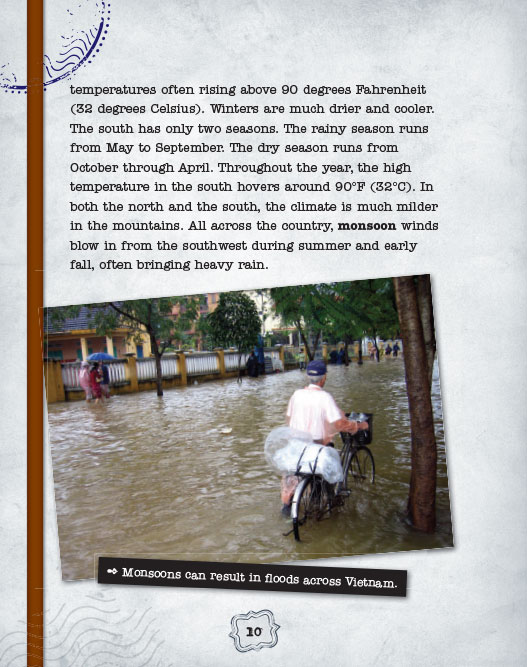 temperatures often rising above 90 degrees Fahrenheit
(32 degrees Celsius). Winters are much drier and cooler.
The south has only two seasons. The rainy season runs
from May to September. The dry season runs from
October through April. Throughout the year, the high
temperature in the south hovers around 90°F (32°C). In
both the north and the south, the climate is much milder
in the mountains. All across the country, monsoon winds
blow in from the southwest during summer and early
fall, often bringing heavy rain.
➺ Monsoons can result in floods across Vietnam.
10